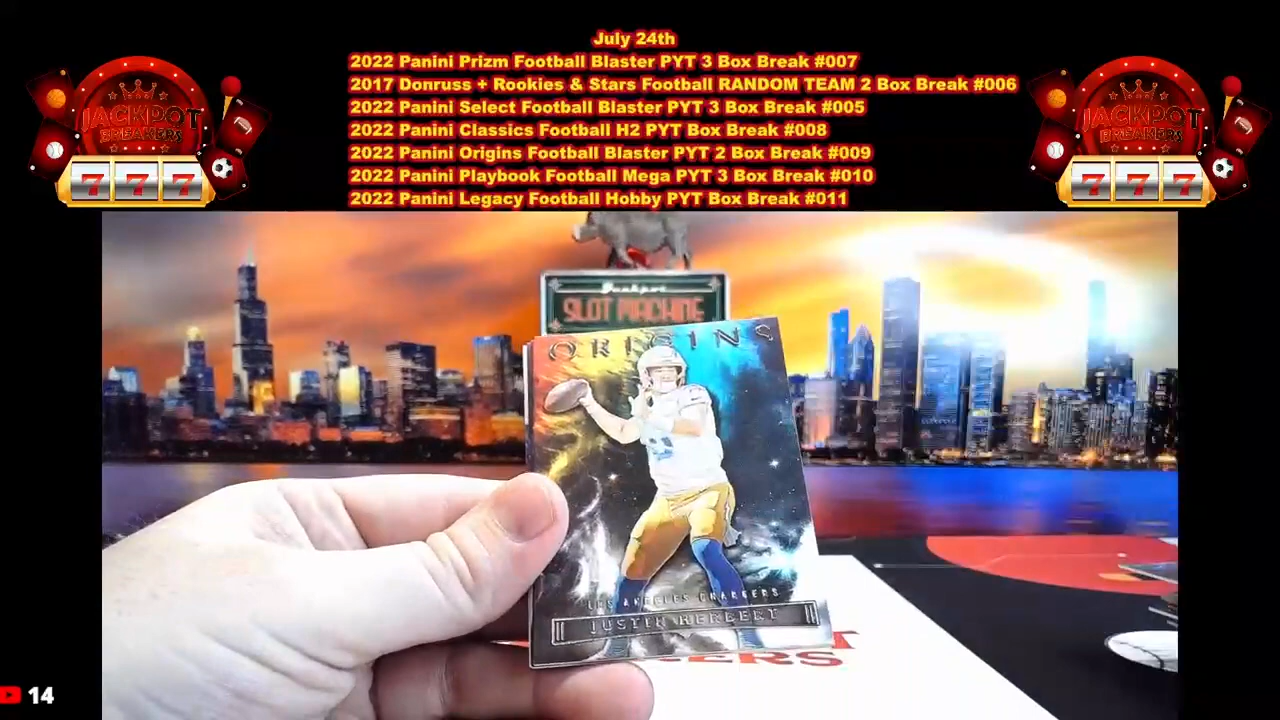 July 24th
2022 Panini Prizm Football Blaster PYT 3 Box Break #007
2017 Donruss + Rookies & Stars Football RANDOM TEAM 2 Box Break #006
2022 Panini Select Football Blaster PYT 3 Box Break #005
2022 Panini Classics Football H2 PYT Box Break #008
2022 Panini Origins Football Blaster PYT 2 Box Break #009
2022 Panini Playbook Football Mega PYT 3 Box Break #010
2022 Panini Legacy Football Hobby PYT Box Break #011
JACKPOT
BREAKERS
777
JACKPOT
BREAKERS
777
Jackpot
SLOT MACHINE
ORIGINS
LOS ANGELES CHARGERS
JUSTIN HERBERT
14